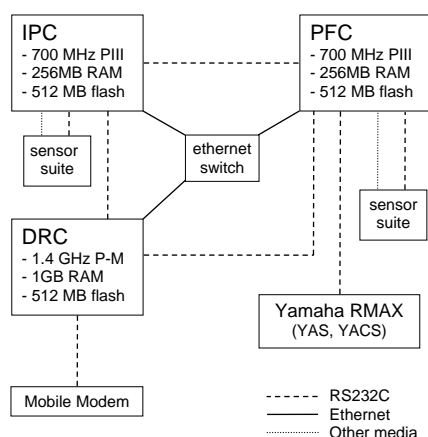 IPC
- 700 MHz PIII
- 256MB RAM
- 512 MB flash
PFC
- 700 MHz PIII
- 256MB RAM
- 512 MB flash
sensor
suite
ethernet
switch
sensor
suite
DRC
- 1.4 GHz P-M
- 1GB RAM
- 512 MB flash
Yamaha RMAX
(YAS, YACS)
Mobile Modem
RS232C
Ethernet
Other media